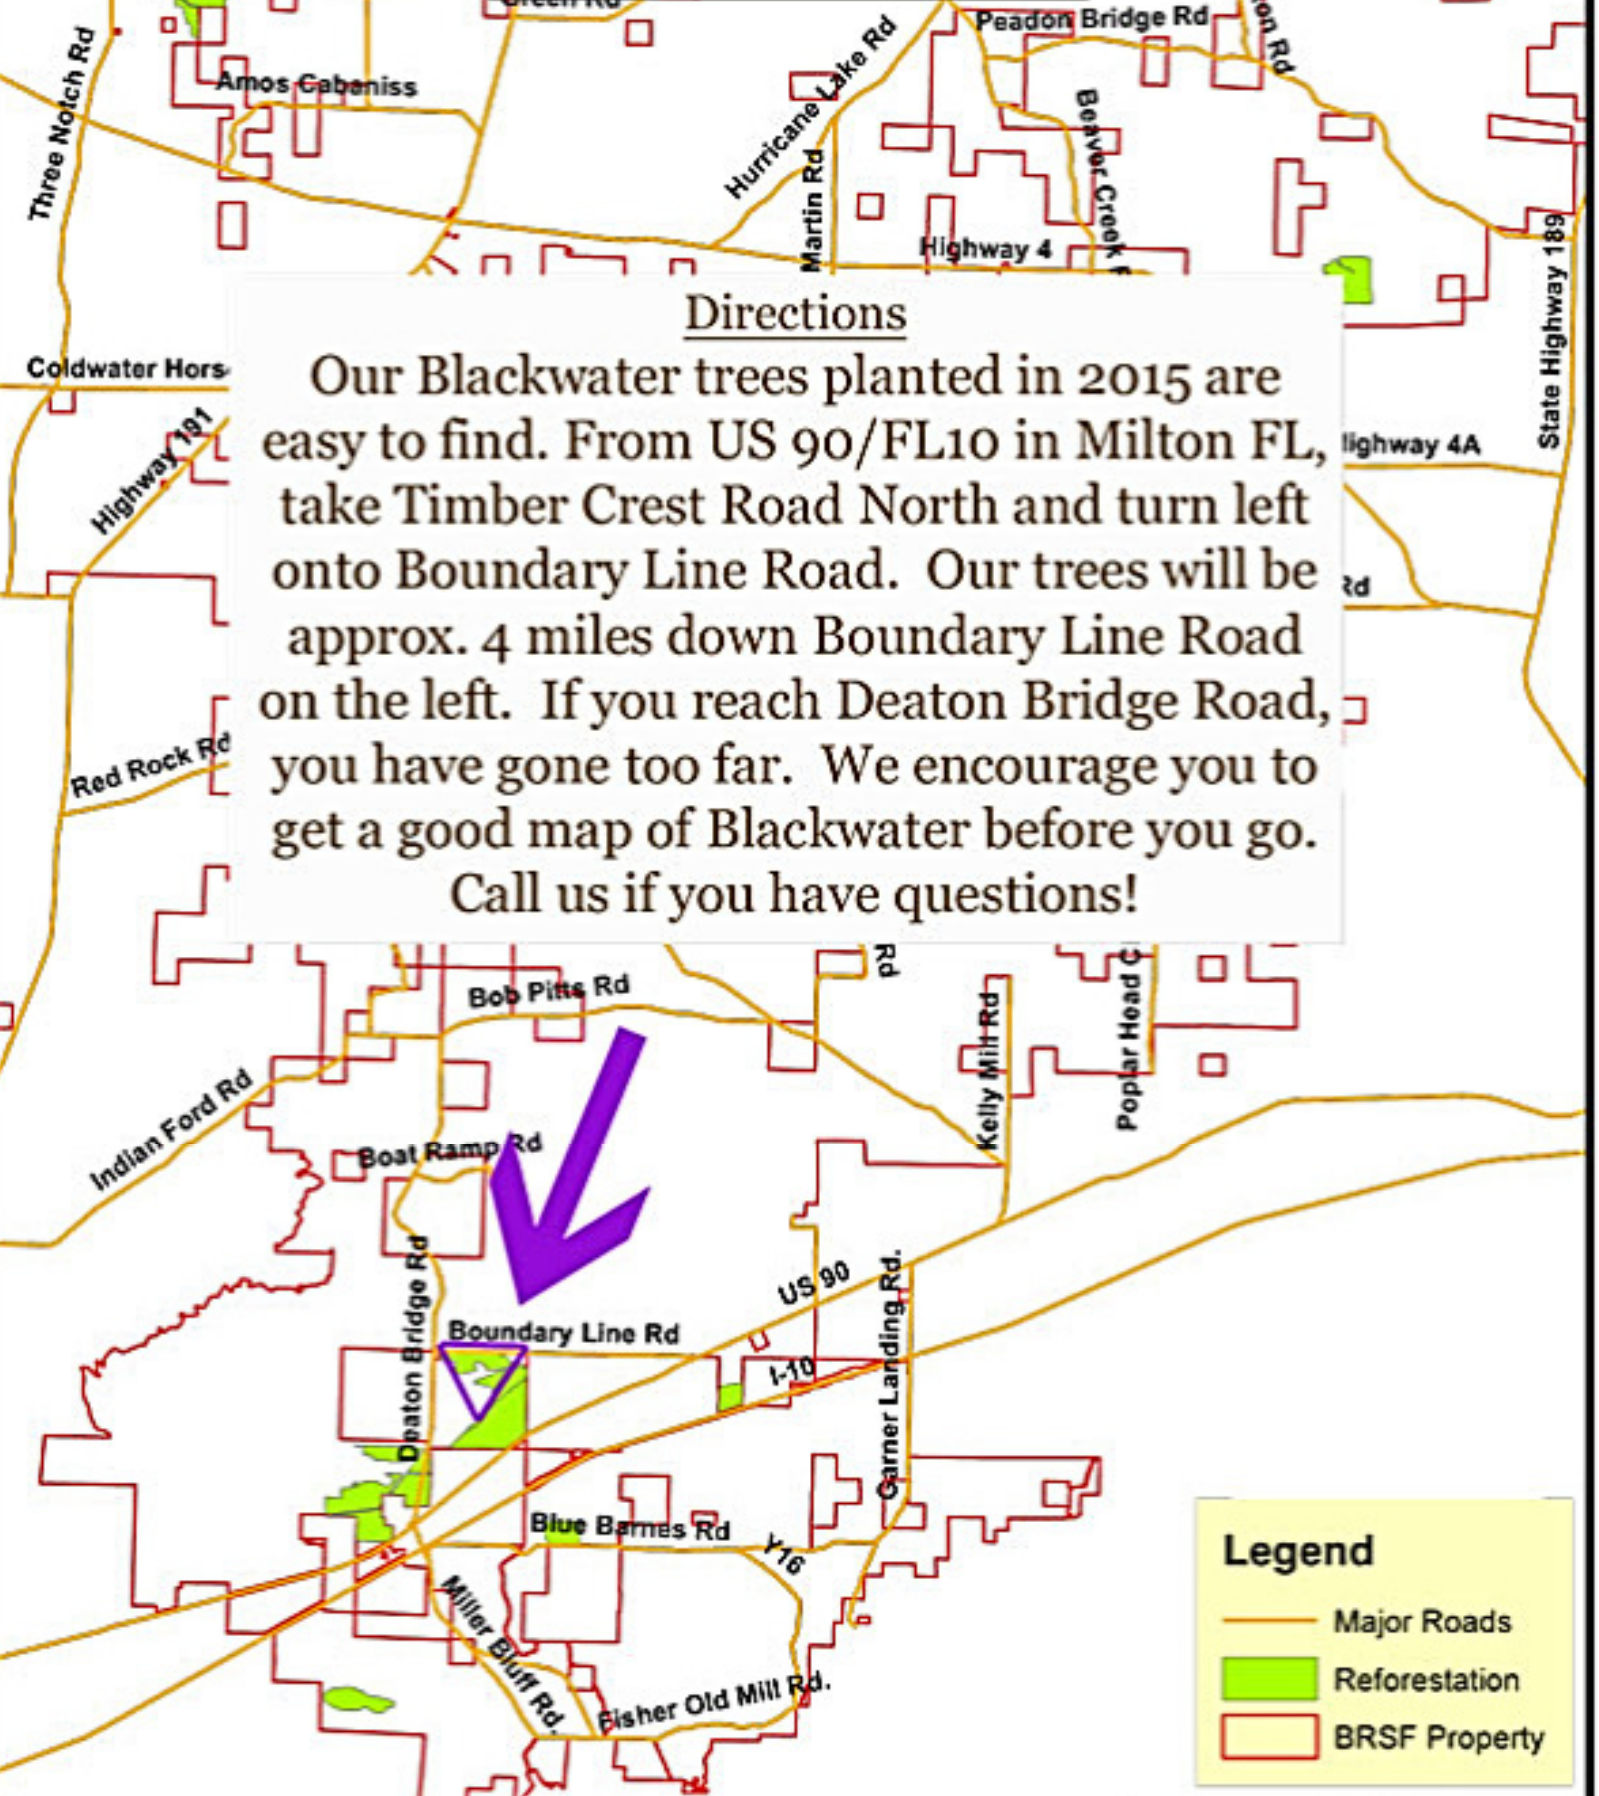 Green Rd
Peadon Bridge Rd
Three Notch Rd
Amos Cabaniss
Hurricane Lake Rd
Martin Rd
Beaver Creek
Highway 4
State Highway 189
Coldwater Hors
Highway 191
Highway 4A
Rd
Red Rock Rd
Directions
Our Blackwater trees planted in 2015 are
easy to find. From US 90/FL10 in Milton FL,
take Timber Crest Road North and turn left
onto Boundary Line Road. Our trees will be
approx. 4 miles down Boundary Line Road
on the left. If you reach Deaton Bridge Road,
you have gone too far. We encourage you to
get a good map of Blackwater before you go.
Call us if you have questions!
Rd
Bob Pitts Rd
Kelly Mill Rd
Poplar Head C
Indian Ford Rd
Boat Ramp Rd
Deaton Bridge Rd
US 90
Garner Landing Rd.
Boundary Line Rd
I-10
Blue Barnes Rd
Y16
Miller Bluff Rd.
Fisher Old Mill Rd.
Legend
Major Roads
Reforestation
BRSF Property